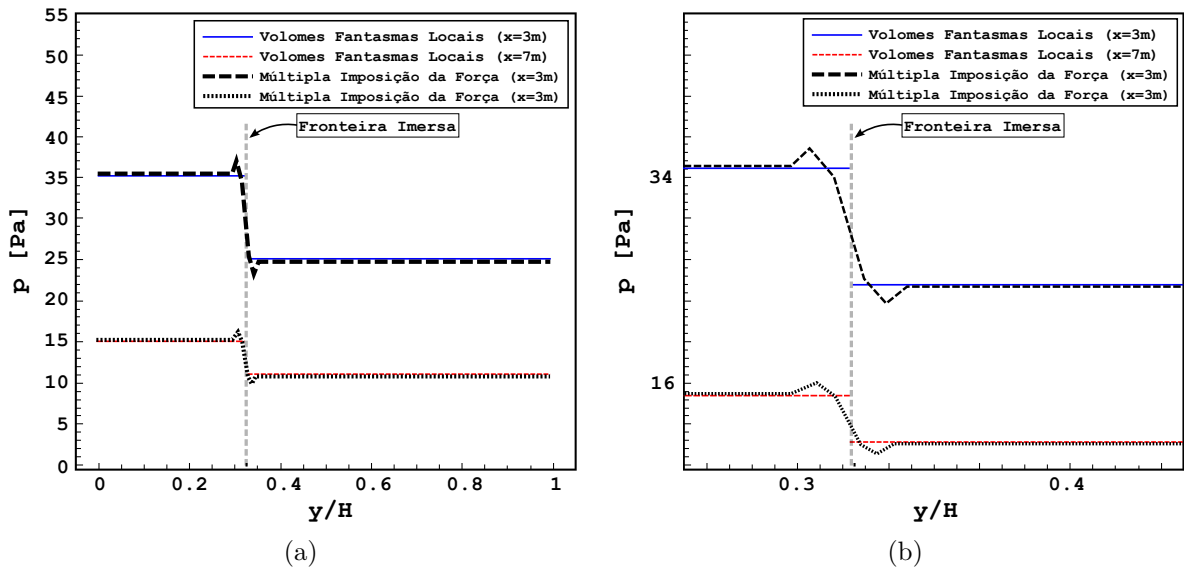 55
50
45
40
35
30
25
20
15
10
5
0
p [Pa]
0 0.2 0.4 0.6 0.8 1
y/H
Volomes Fantasmas Locais (x=3m)
Volomes Fantasmas Locais (x=7m)
Múltipla Imposição da Força (x=3m)
Múltipla Imposição da Força (x=3m)
Fronteira Imersa
(a)
34
16
p [Pa]
0.3 0.4
y/H
Volomes Fantasmas Locais (x=3m)
Volomes Fantasmas Locais (x=7m)
Múltipla Imposição da Força (x=3m)
Múltipla Imposição da Força (x=3m)
Fronteira Imersa
(b)